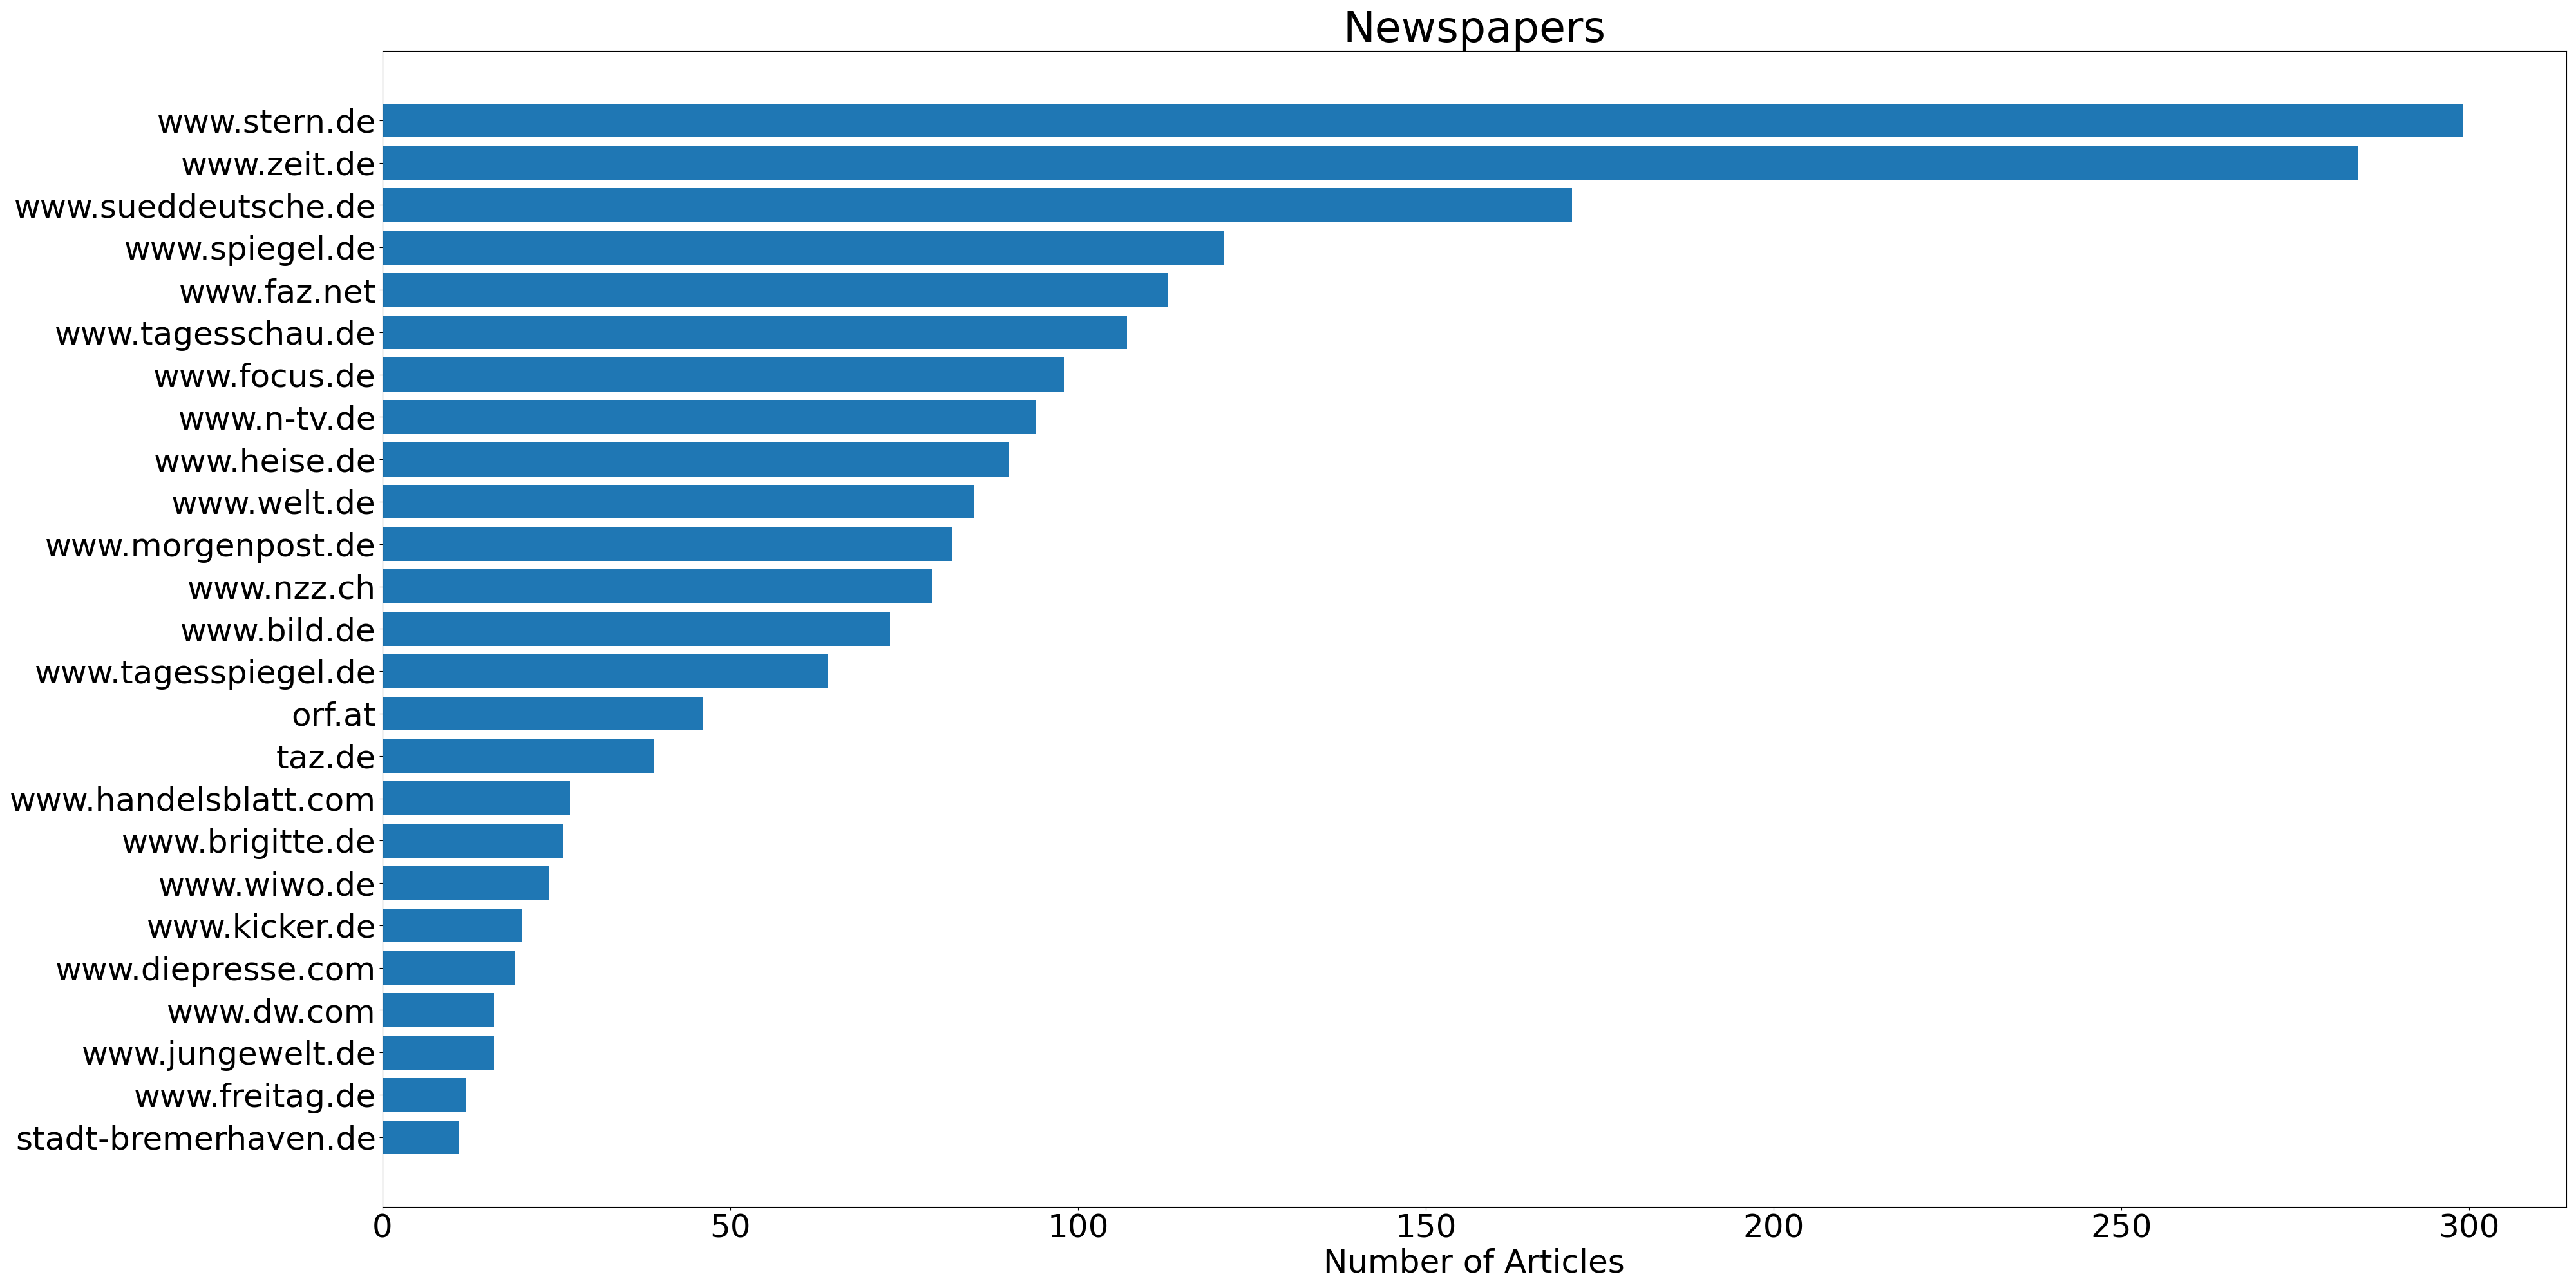 Newspapers
www.stern.de
www.zeit.de
www.sueddeutsche.de
www.spiegel.de
www.faz.net
www.tagesschau.de
www.focus.de
www.n-tv.de
www.heise.de
www.welt.de
www.morgenpost.de
www.nzz.ch
www.bild.de
www.tagesspiegel.de
orf.at
taz.de
www.handelsblatt.com
www.brigitte.de
www.wiwo.de
www.kicker.de
www.diepresse.com
www.dw.com
www.jungewelt.de
www.freitag.de
stadt-bremerhaven.de
0 50 100 150 200 250 300
Number of Articles